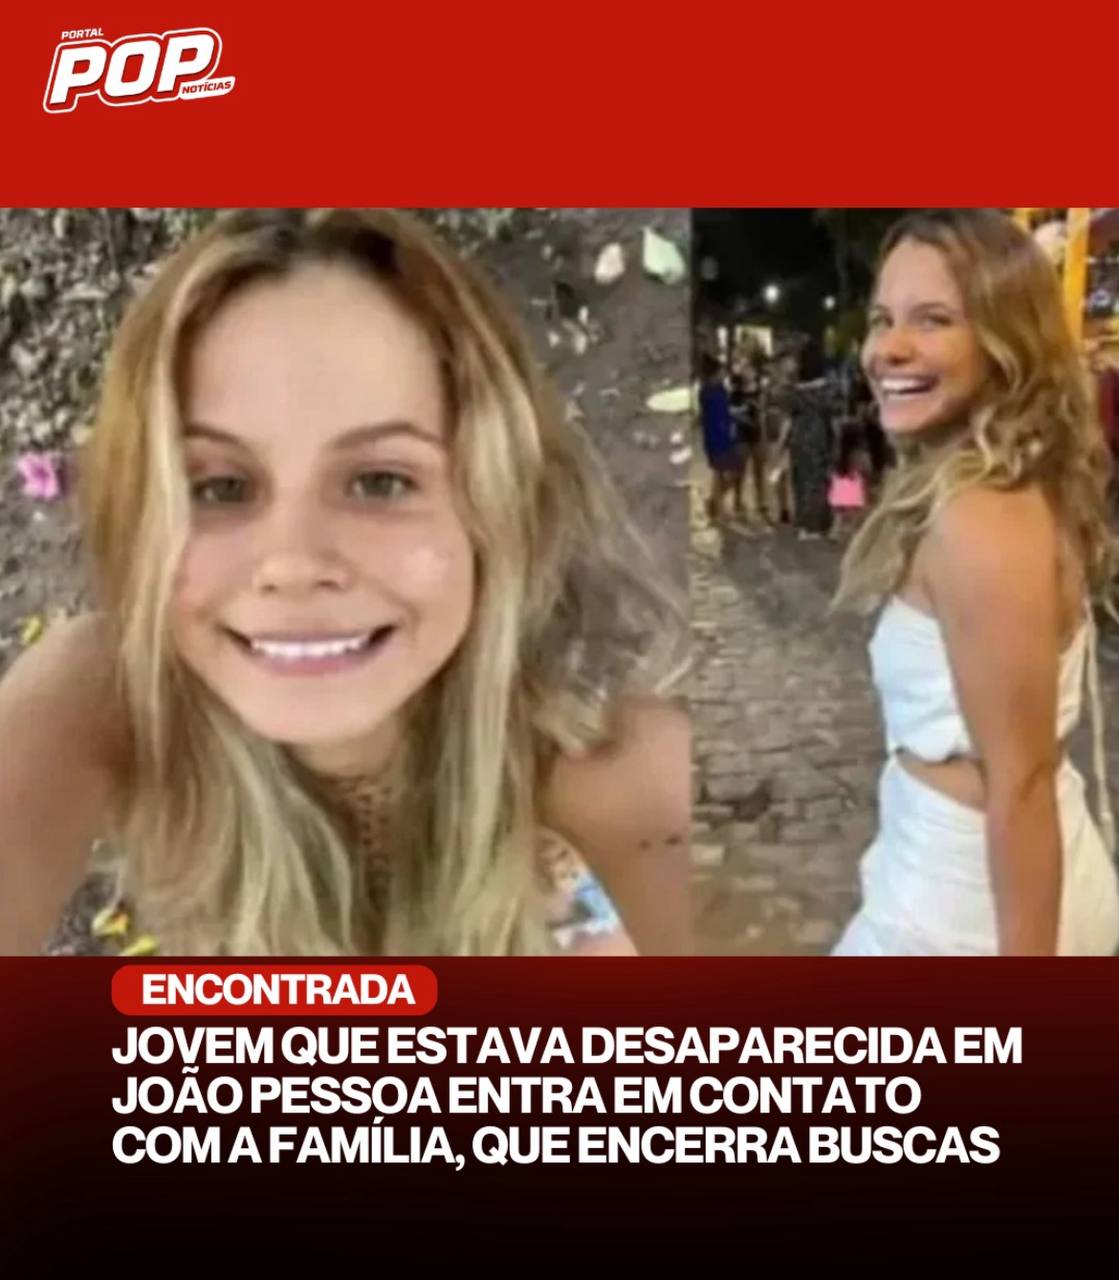 PORTAL
POP
NOTÍCIAS
ENCONTRADA
JOVEM QUE ESTAVA DESAPARECIDA EM
JOÃO PESSOA ENTRA EM CONTATO
COM A FAMÍLIA, QUE ENCERRA BUSCAS